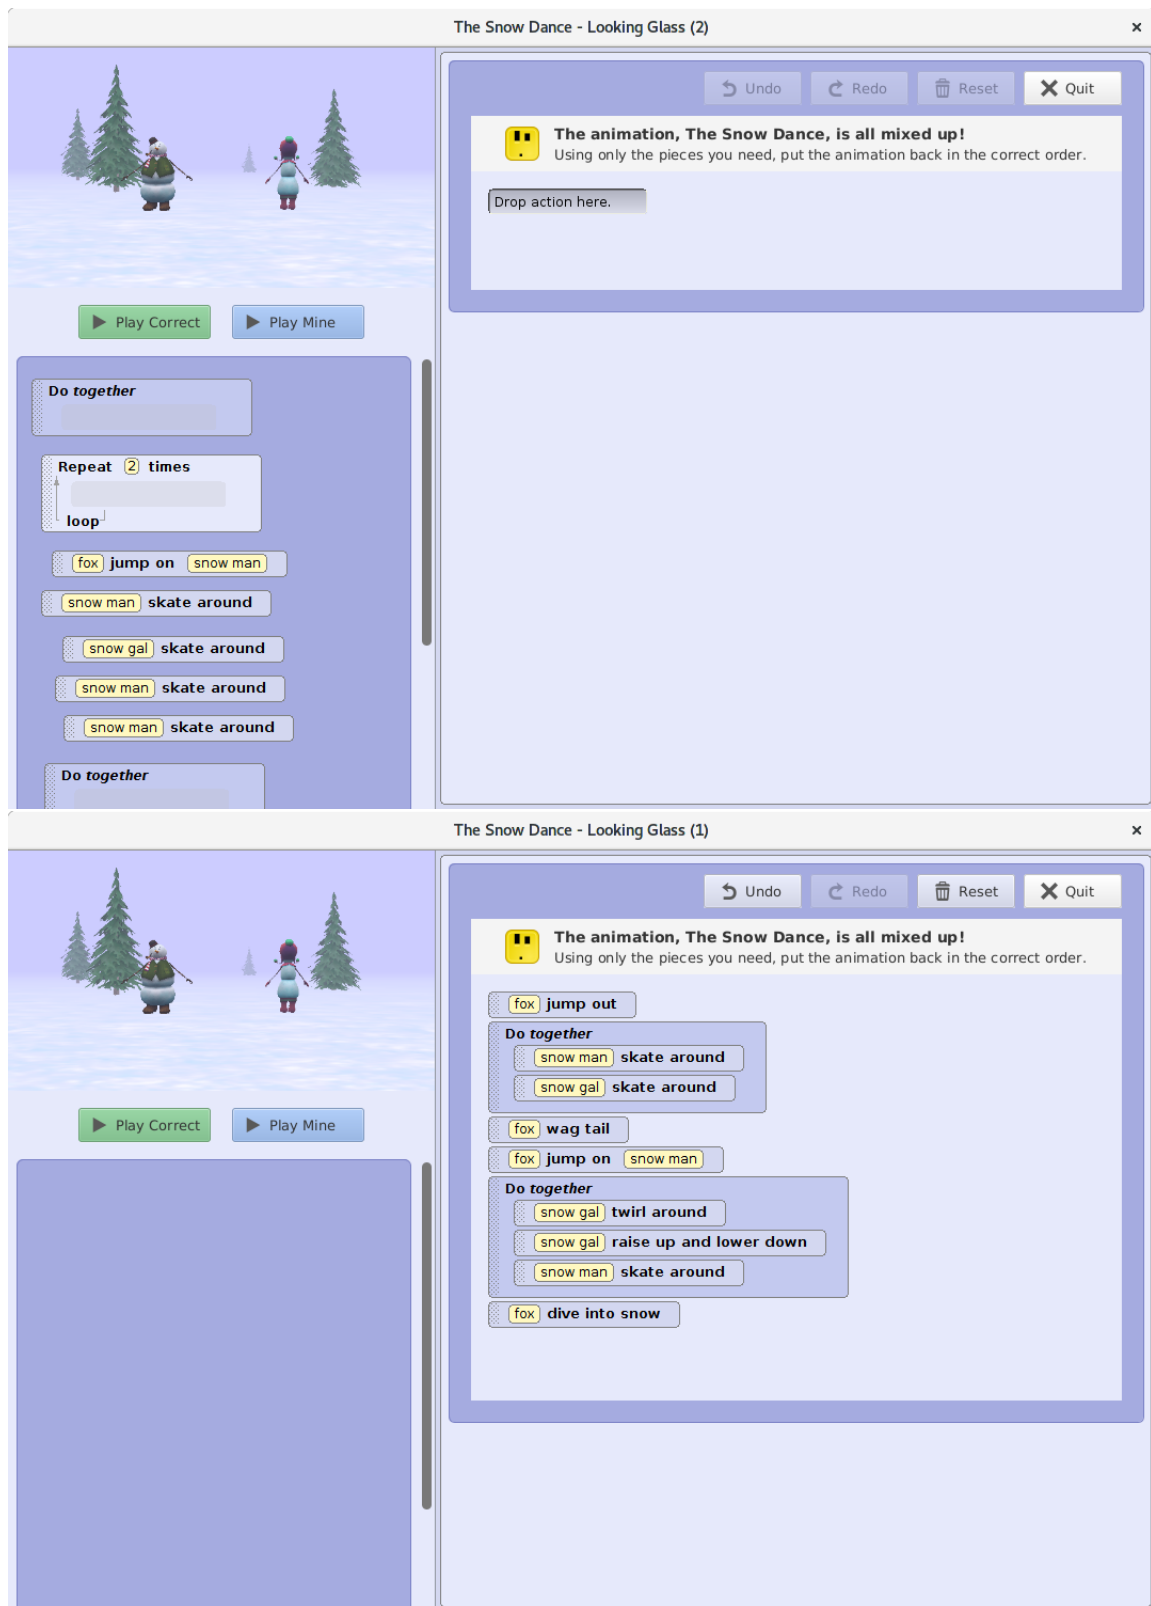 The Snow Dance - Looking Glass (2)
×
Undo Redo Reset Quit
The animation, The Snow Dance, is all mixed up!
Using only the pieces you need, put the animation back in the correct order.
Drop action here.
Play Correct Play Mine
Do together
Repeat 2 times
loop
fox jump on snow man
snow man skate around
snow gal skate around
snow man skate around
snow man skate around
Do together
The Snow Dance - Looking Glass (1)
×
Undo Redo Reset Quit
The animation, The Snow Dance, is all mixed up!
Using only the pieces you need, put the animation back in the correct order.
fox jump out
Do together
snow man skate around
snow gal skate around
fox wag tail
fox jump on snow man
Do together
snow gal twirl around
snow gal raise up and lower down
snow man skate around
fox dive into snow
Play Correct Play Mine